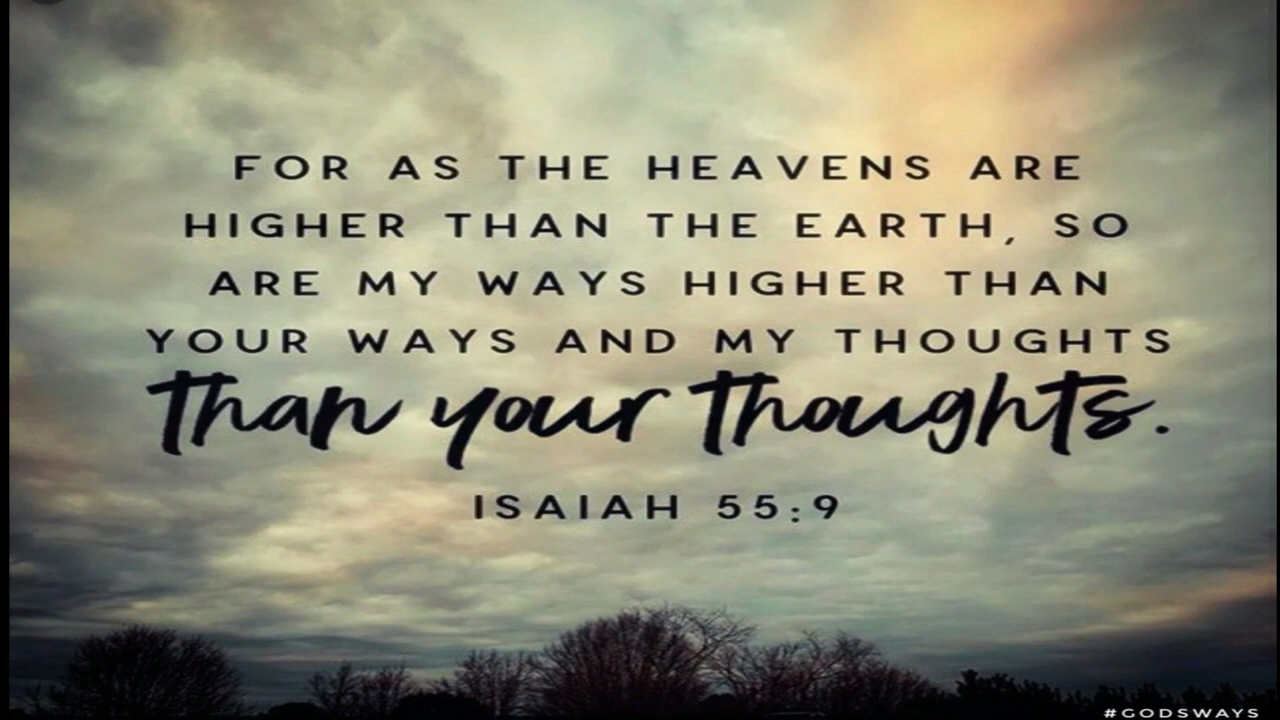 FOR AS THE HEAVENS ARE
HIGHER THAN THE EARTH, SO
ARE MY WAYS HIGHER THAN
YOUR WAYS AND MY THOUGHTS
than your thoughts.
ISAIAH 55:9
#GODSWAYS